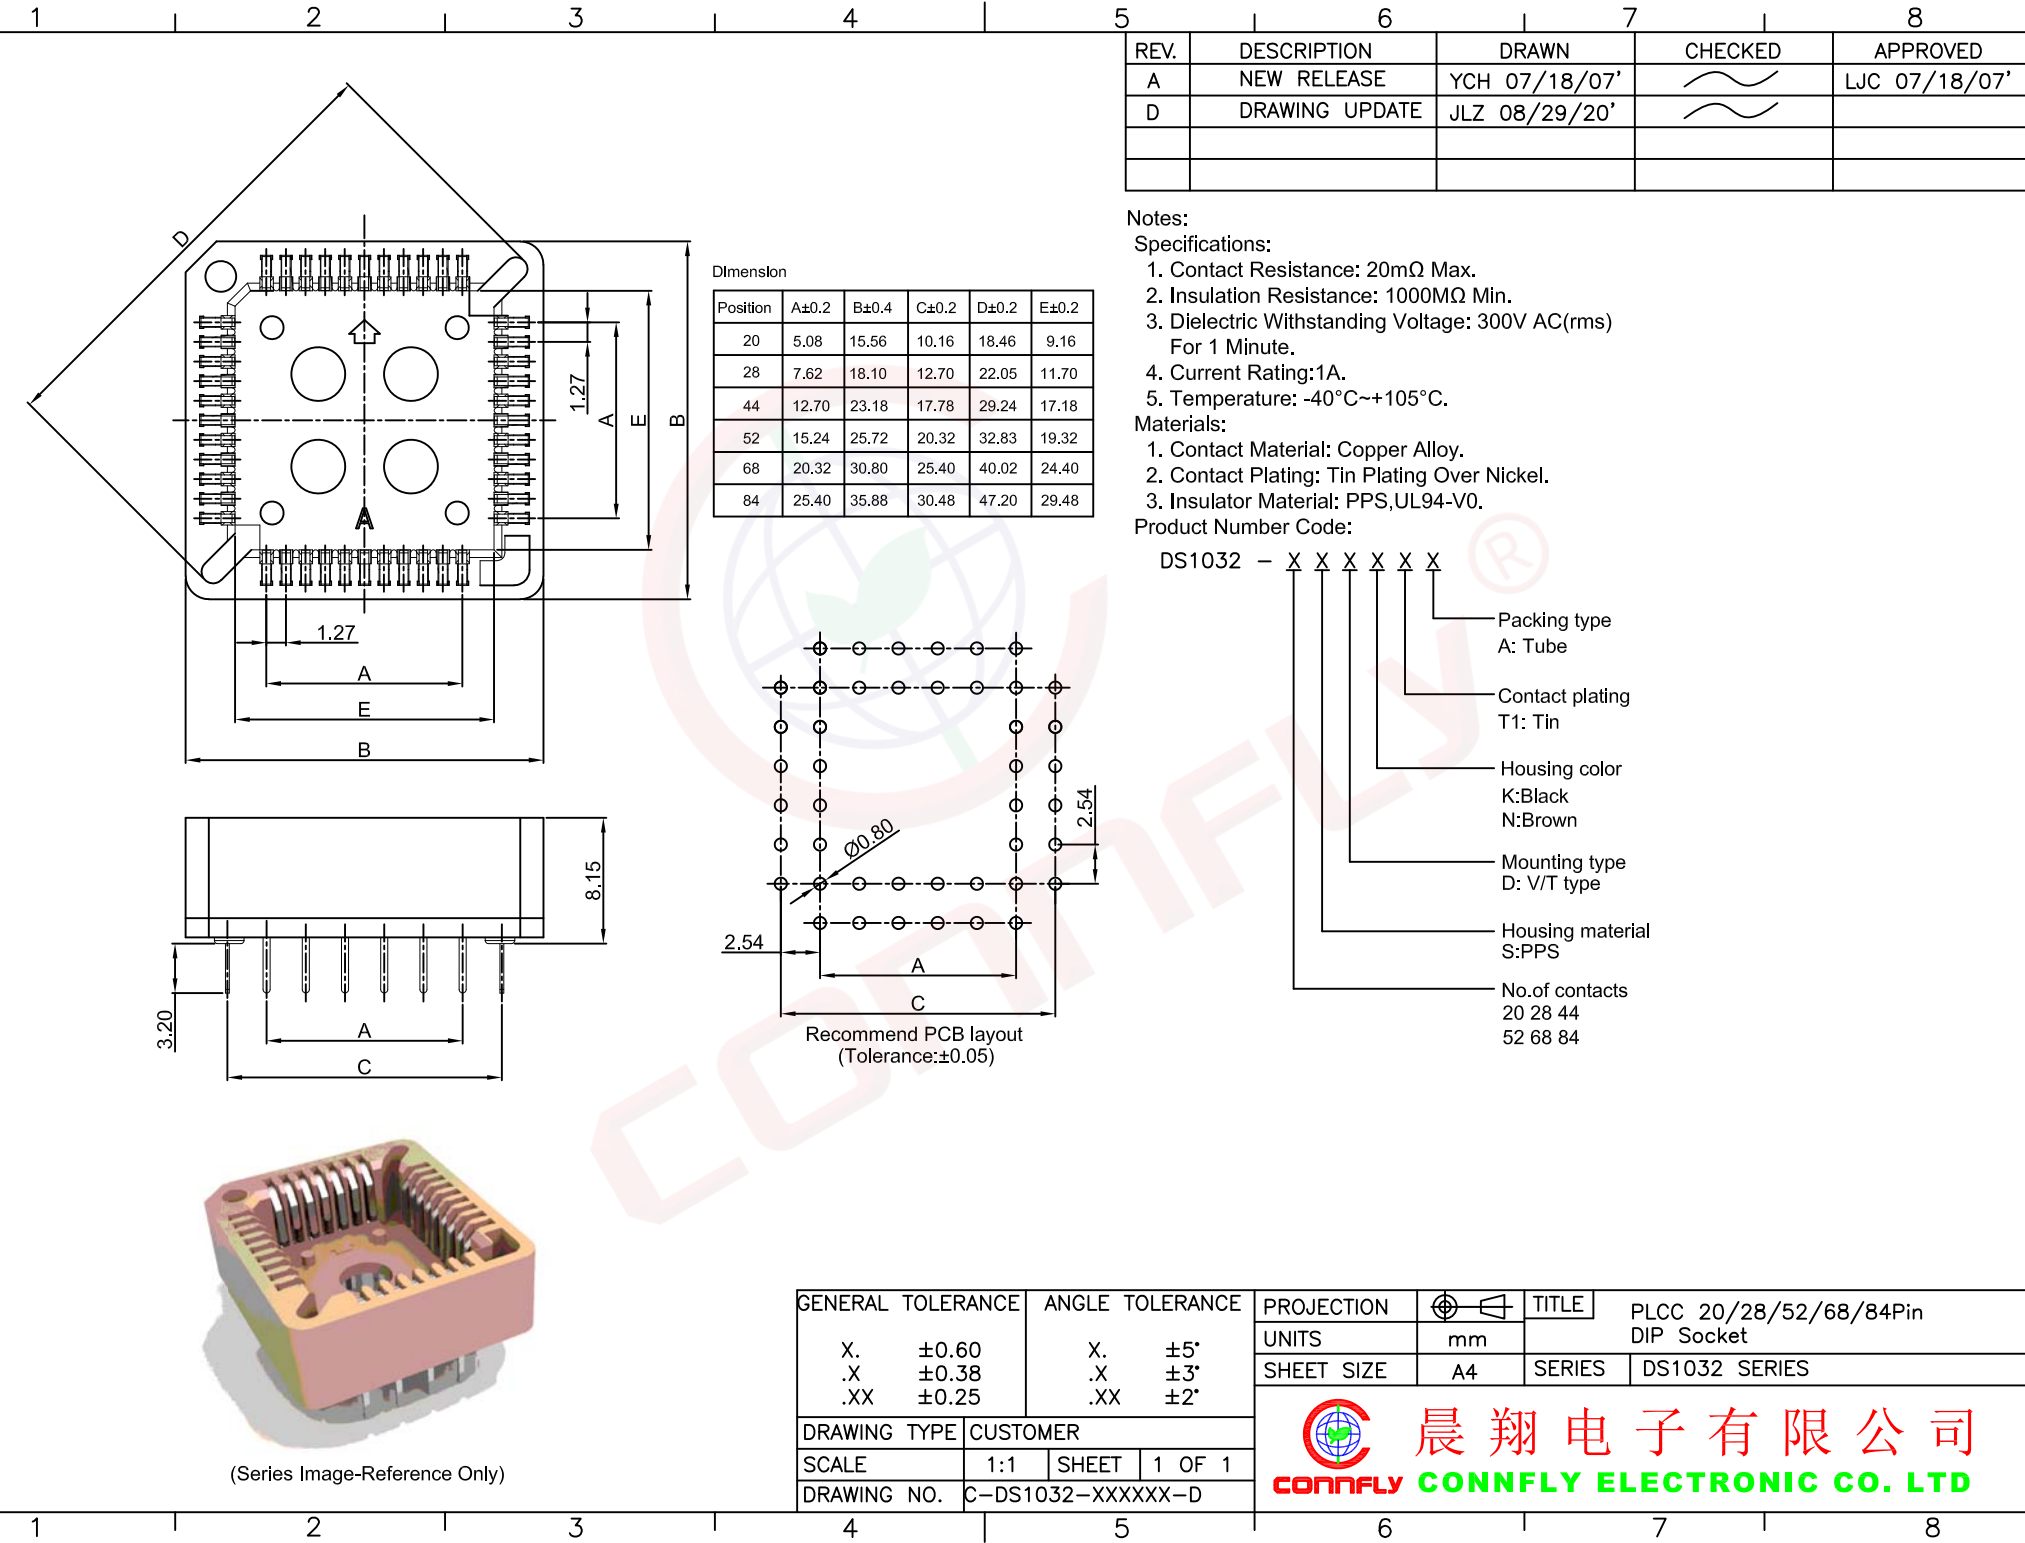 1 2 3 4 5 6 7 8
REV. DESCRIPTION DRAWN CHECKED APPROVED
A NEW RELEASE YCH 07/18/07' LJC 07/18/07'
D DRAWING UPDATE JLZ 08/29/20'
D
1.27
A
E
B
A
1.27
A
E
B
Dimension
Position A±0.2 B±0.4 C±0.2 D±0.2 E±0.2
20 5.08 15.56 10.16 18.46 9.16
28 7.62 18.10 12.70 22.05 11.70
44 12.70 23.18 17.78 29.24 17.18
52 15.24 25.72 20.32 32.83 19.32
68 20.32 30.80 25.40 40.02 24.40
84 25.40 35.88 30.48 47.20 29.48
Notes:
Specifications:
1. Contact Resistance: 20mΩ Max.
2. Insulation Resistance: 1000MΩ Min.
3. Dielectric Withstanding Voltage: 300V AC(rms)
For 1 Minute.
4. Current Rating:1A.
5. Temperature: -40°C~+105°C.
Materials:
1. Contact Material: Copper Alloy.
2. Contact Plating: Tin Plating Over Nickel.
3. Insulator Material: PPS,UL94-V0.
Product Number Code:
DS1032 - X X X X X X
Packing type
A: Tube
Contact plating
T1: Tin
Housing color
K:Black
N:Brown
Mounting type
D: V/T type
Housing material
S:PPS
No.of contacts
20 28 44
52 68 84
8.15
3.20
A
C
Ø0.80
2.54
2.54
A
C
Recommend PCB layout
(Tolerance:±0.05)
CONNFLY ®
(Series Image-Reference Only)
GENERAL TOLERANCE ANGLE TOLERANCE
X. ±0.60 X. ±5°
.X ±0.38 .X ±3°
.XX ±0.25 .XX ±2°
DRAWING TYPE CUSTOMER
SCALE 1:1 SHEET 1 OF 1
DRAWING NO. C-DS1032-XXXXXX-D
PROJECTION TITLE PLCC 20/28/52/68/84Pin
DIP Socket
UNITS mm
SHEET SIZE A4 SERIES DS1032 SERIES
晨翔电子有限公司
CONNFLY CONNFLY ELECTRONIC CO. LTD
1 2 3 4 5 6 7 8